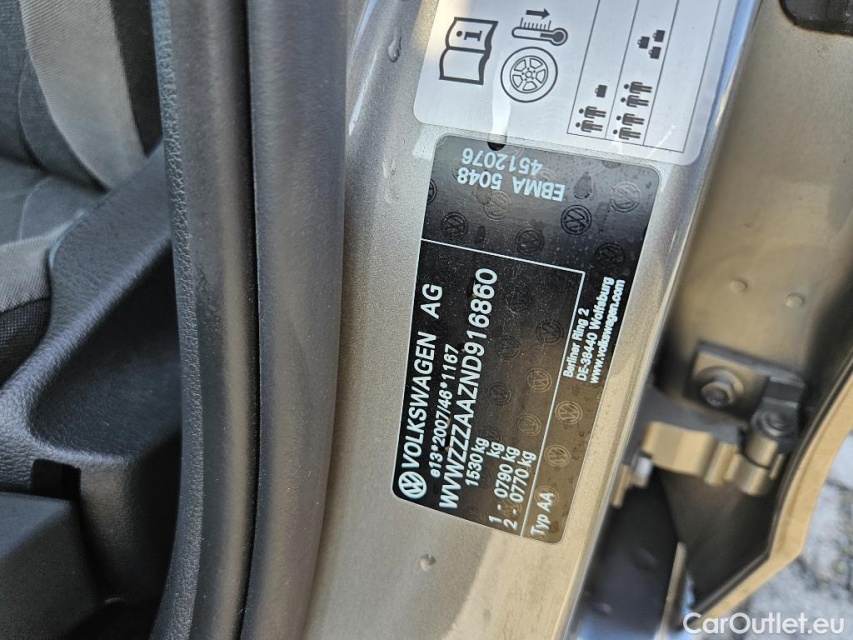 EBMA 5048
4512076
VOLKSWAGEN AG
e13*2007/46*1167
WVWZZZAAZND916860
1530 kg
kg
1 - 0790 kg
2 - 0770 kg
Typ AA
Berliner Ring 2
DE-38440 Wolfsburg
www.volkswagen.com
CarOutlet.eu